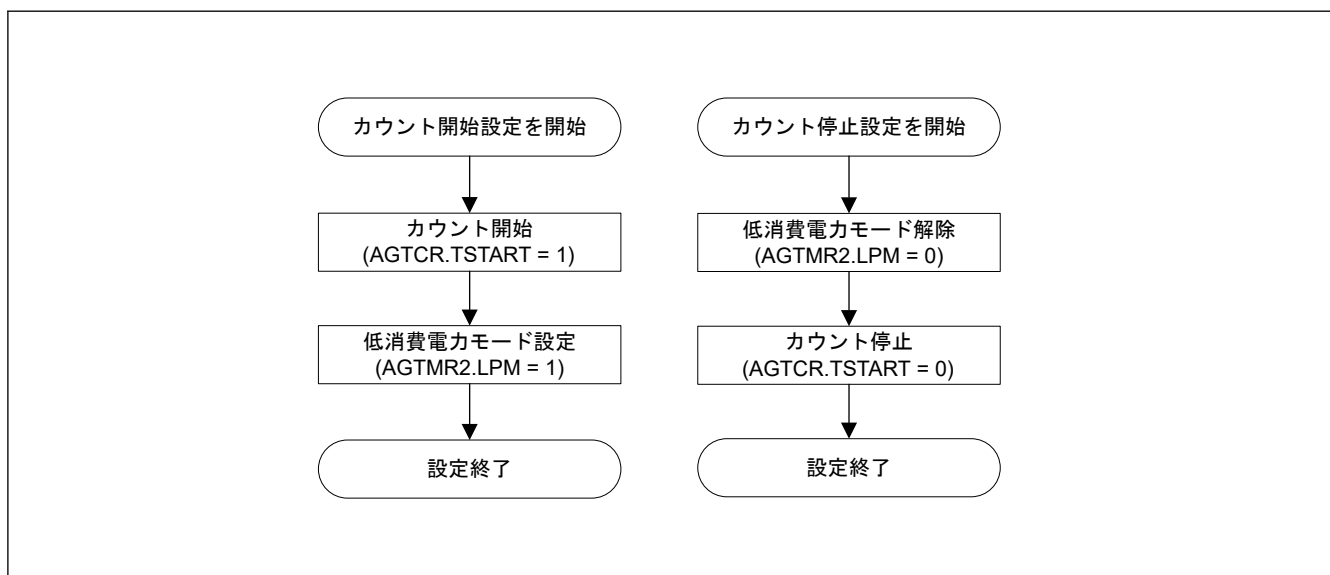 カウント開始設定を開始
カウント開始
(AGTCR.TSTART = 1)
低消費電力モード設定
(AGTMR2.LPM = 1)
設定終了
カウント停止設定を開始
低消費電力モード解除
(AGTMR2.LPM = 0)
カウント停止
(AGTCR.TSTART = 0)
設定終了